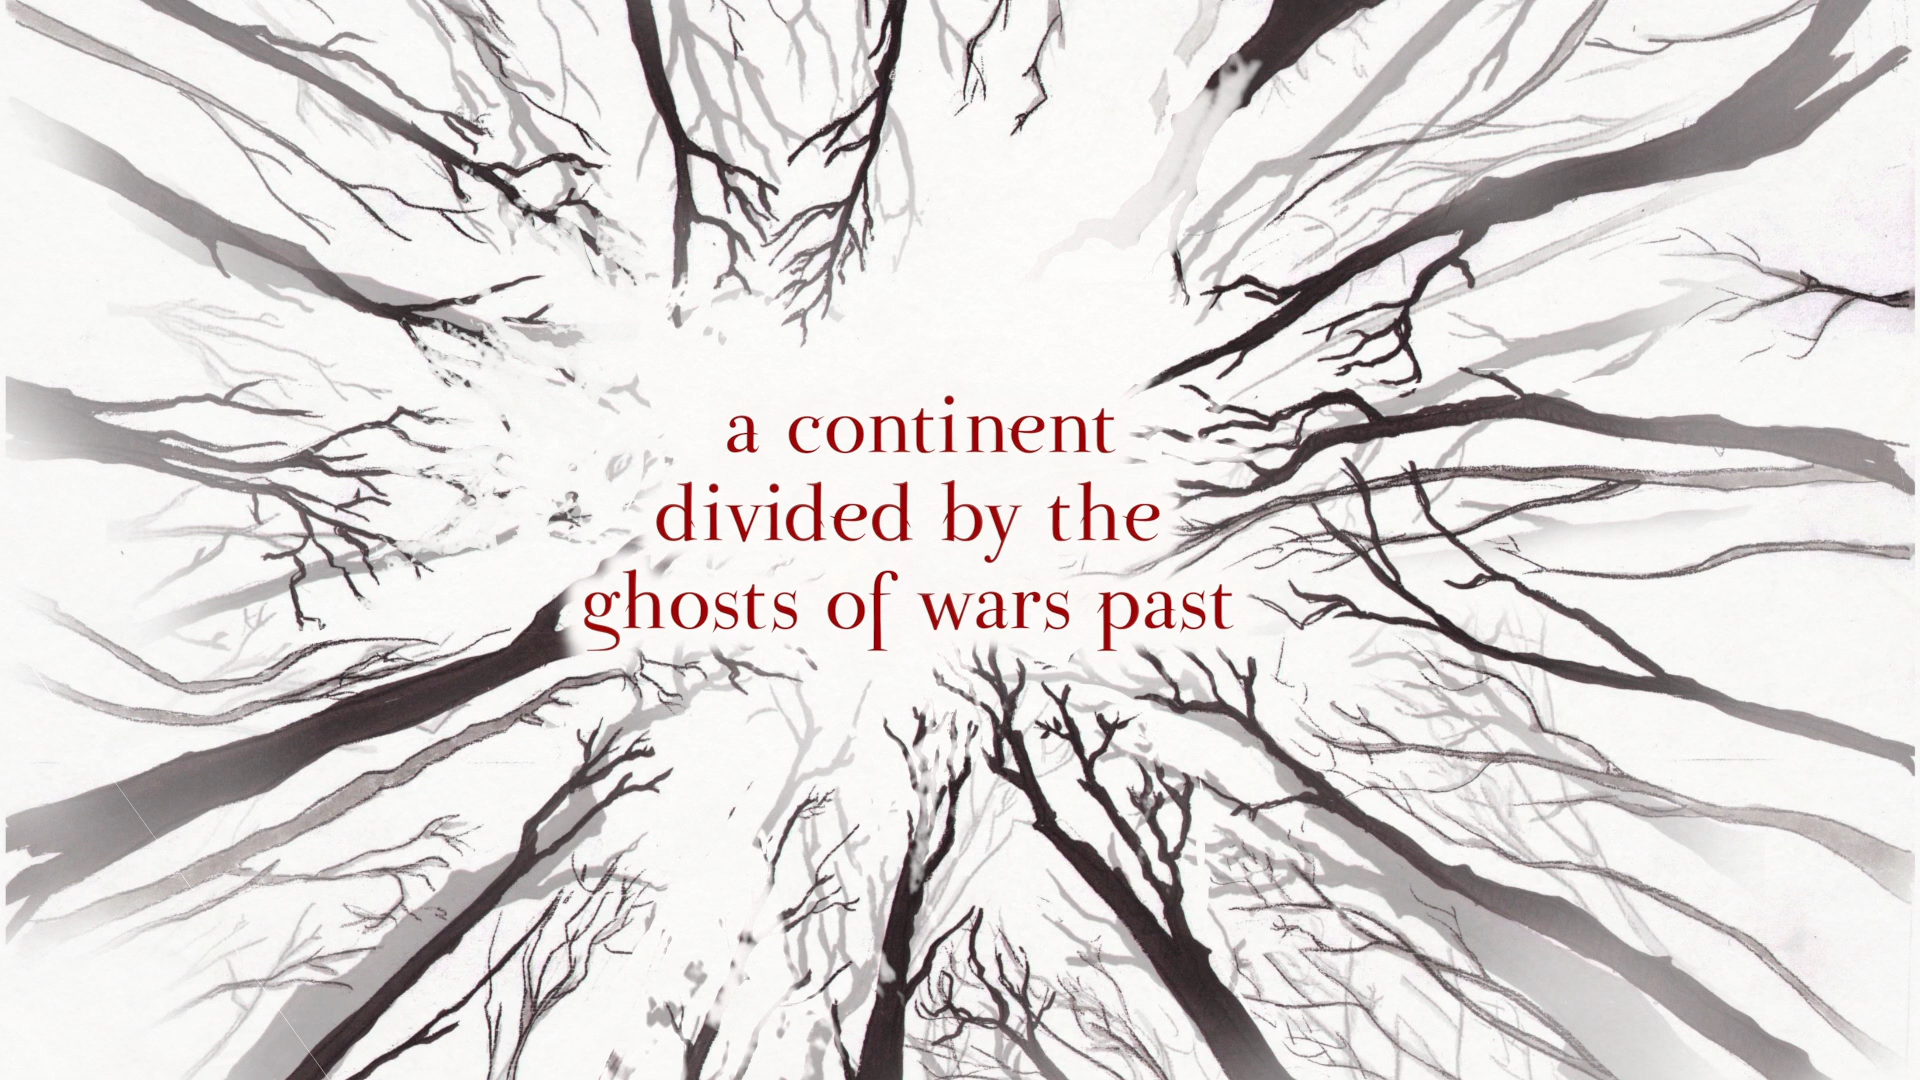 a continent
divided by the
ghosts of wars past